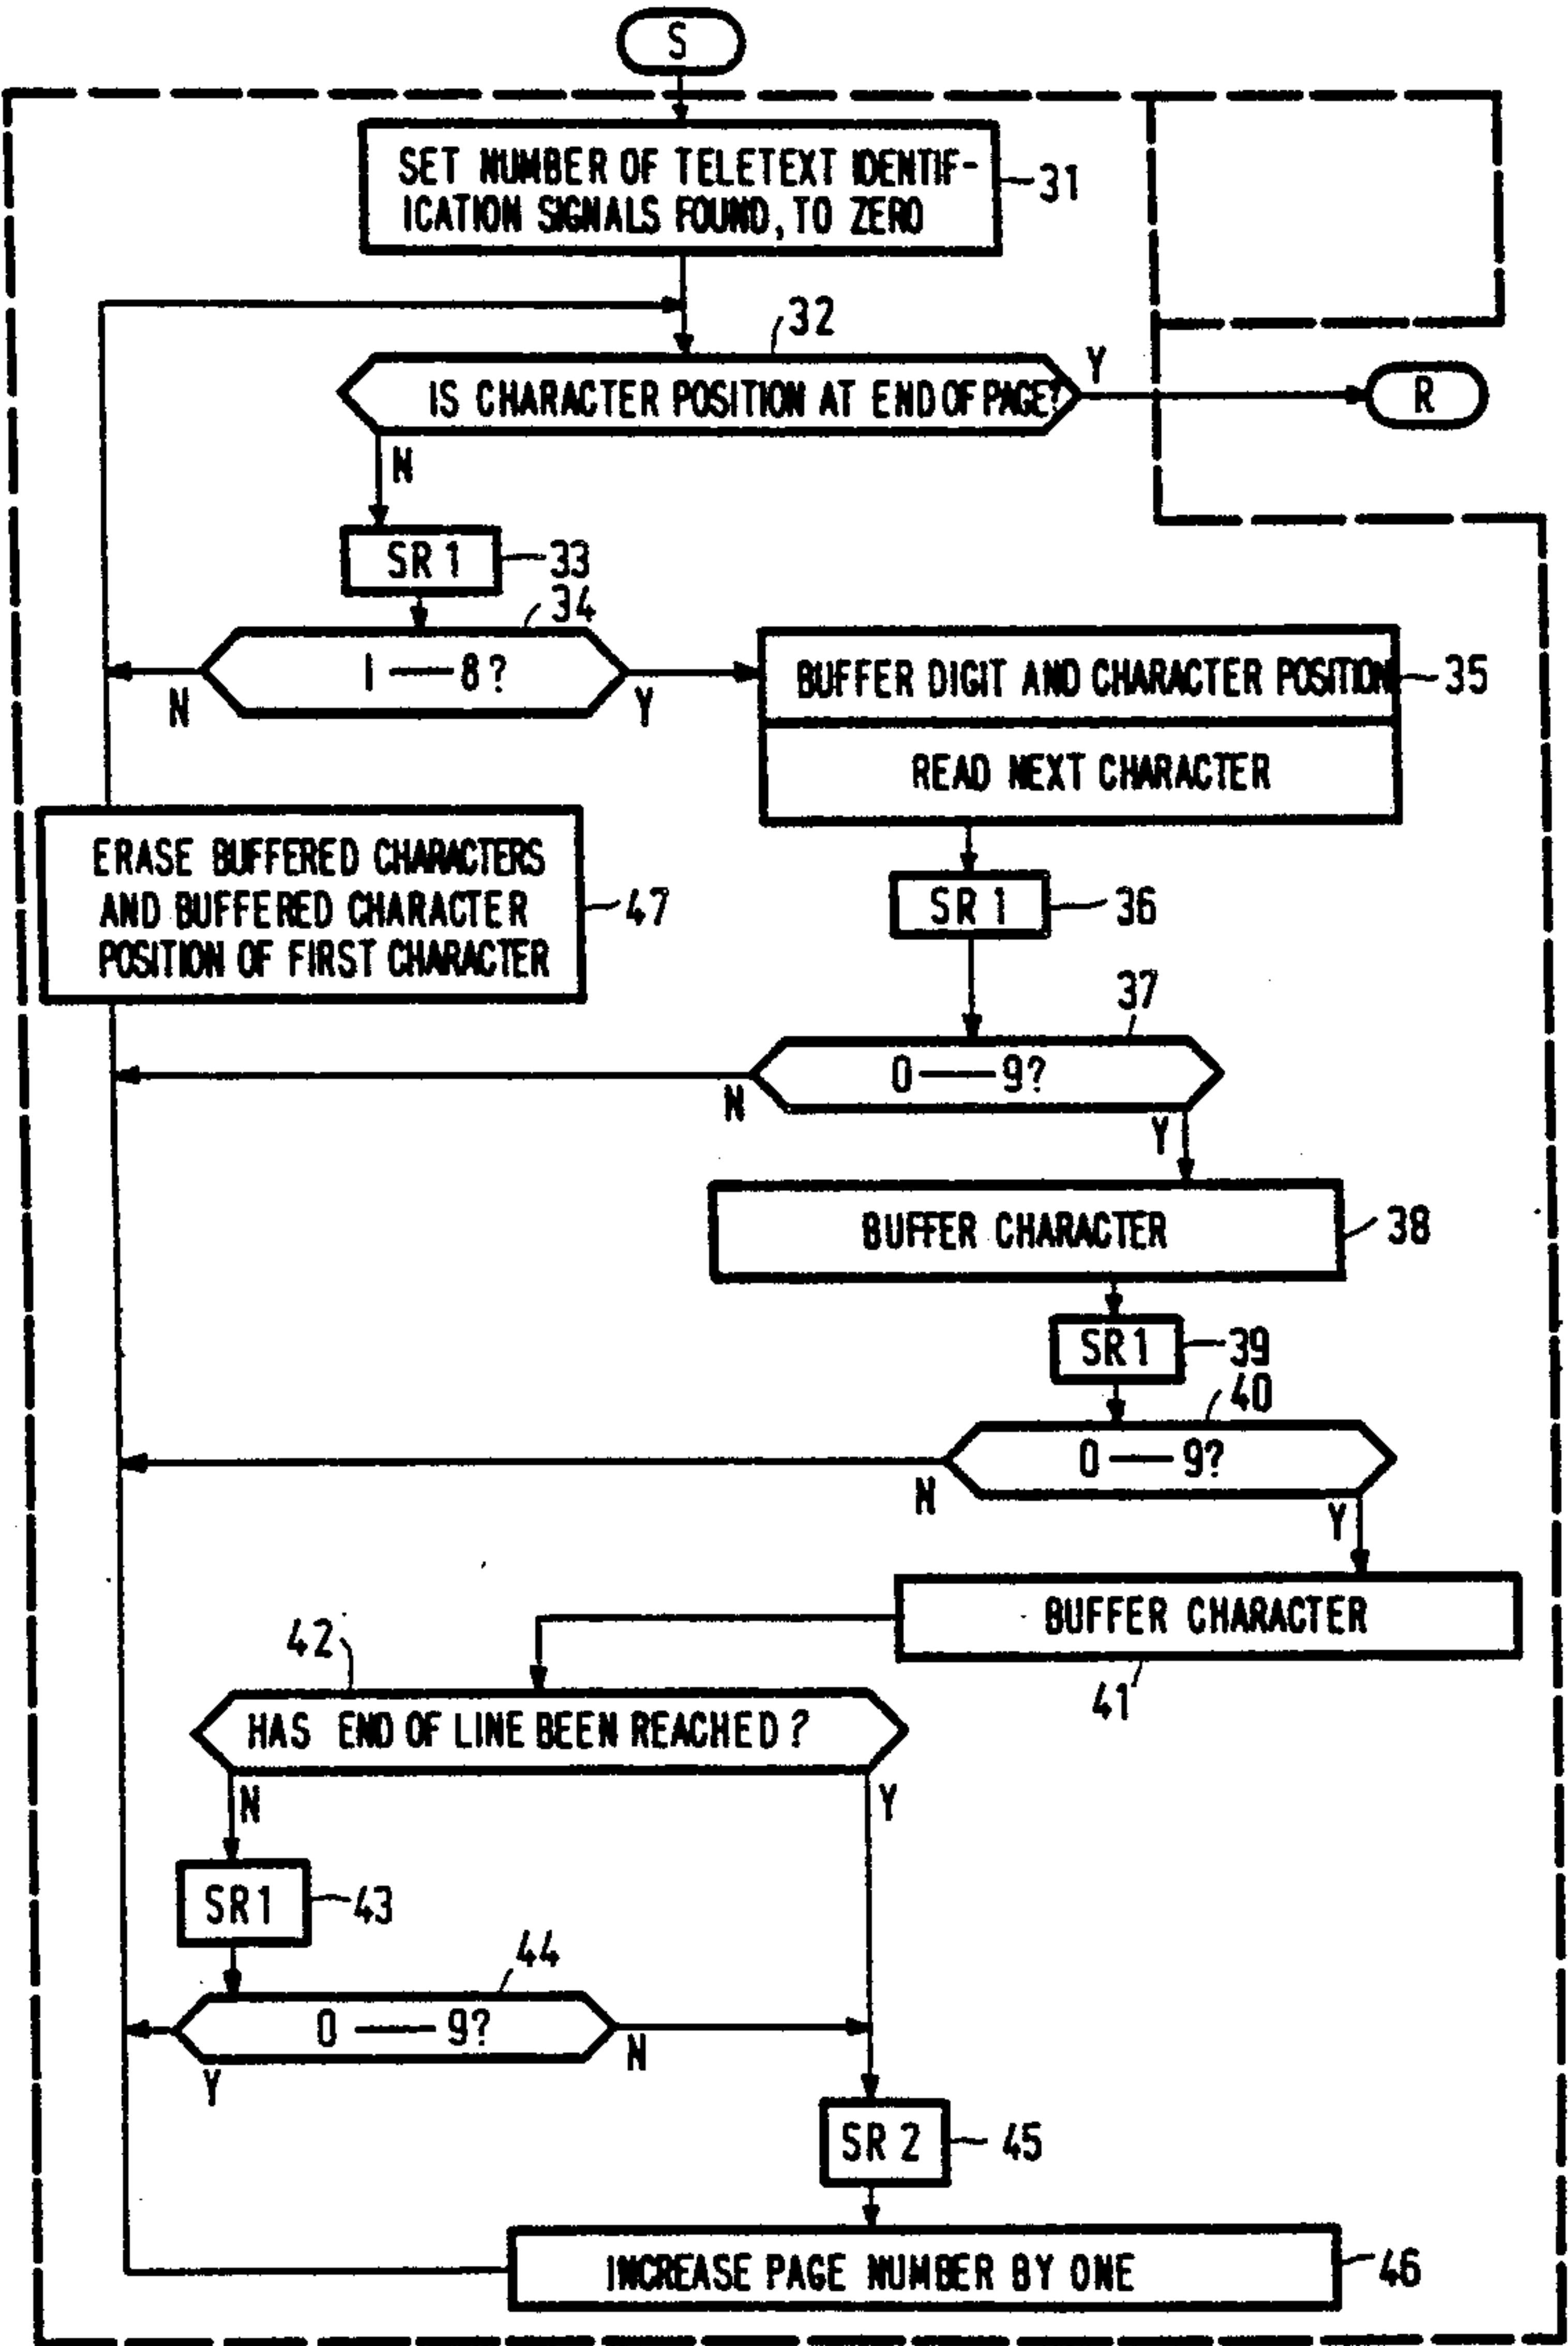 S
SET NUMBER OF TELETEXT IDENTIF-
ICATION SIGNALS FOUND, TO ZERO
31
32
IS CHARACTER POSITION AT END OF PAGE?
Y
R
N
SR 1
33
34
1 — 8?
N
Y
BUFFER DIGIT AND CHARACTER POSITION
35
READ NEXT CHARACTER
ERASE BUFFERED CHARACTERS
AND BUFFERED CHARACTER
POSITION OF FIRST CHARACTER
47
SR 1
36
37
0 — 9?
N
Y
BUFFER CHARACTER
38
SR 1
39
40
0 — 9?
N
Y
BUFFER CHARACTER
41
42
HAS END OF LINE BEEN REACHED?
N
Y
SR1
43
44
0 — 9?
Y
N
SR 2
45
INCREASE PAGE NUMBER BY ONE
46